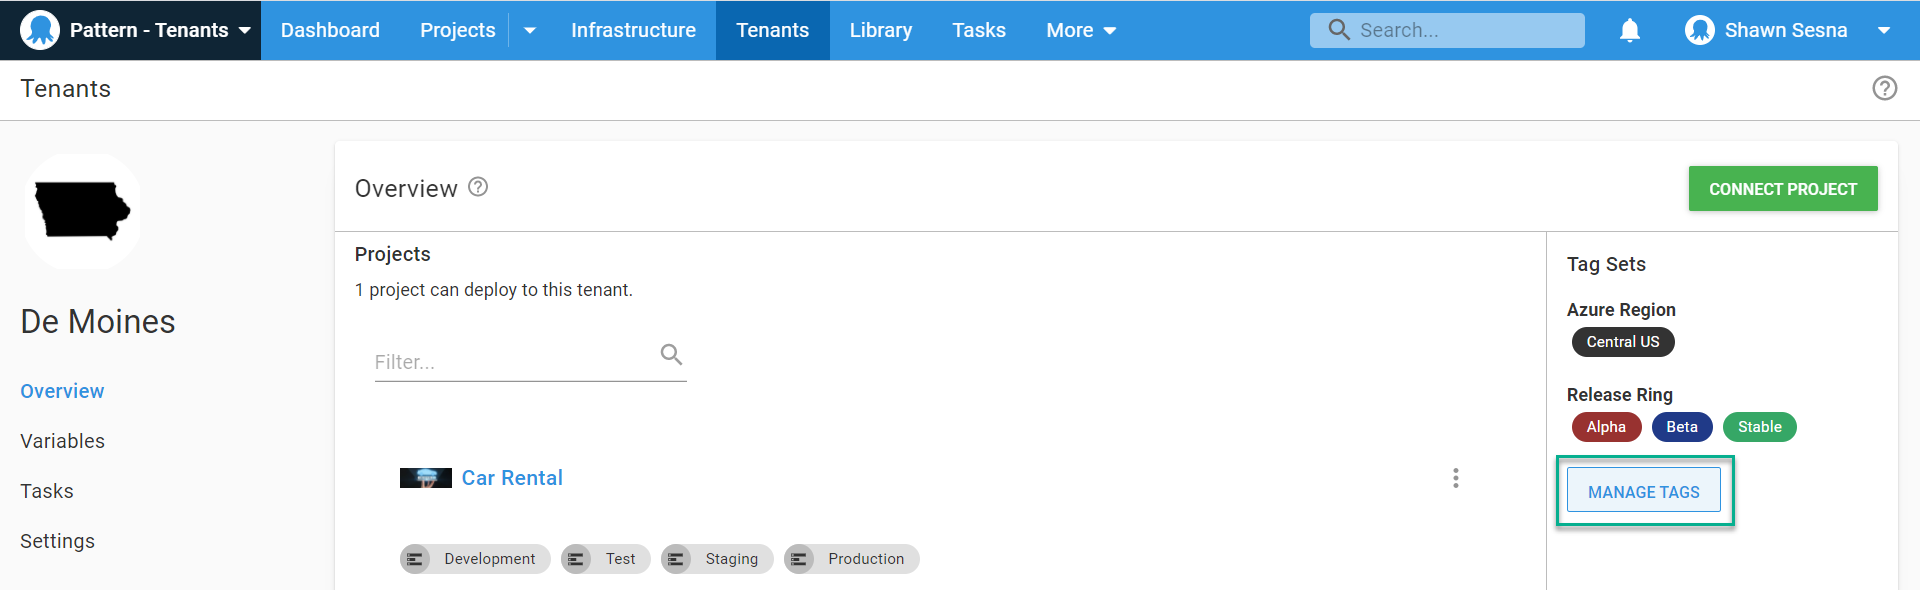 Pattern - Tenants Dashboard Projects Infrastructure Tenants Library Tasks More Search... Shawn Sesna
Tenants
Overview
CONNECT PROJECT
De Moines
Overview
Variables
Tasks
Settings
Projects
1 project can deploy to this tenant.
Filter...
Car Rental
Development Test Staging Production
Tag Sets
Azure Region
Central US
Release Ring
Alpha Beta Stable
MANAGE TAGS